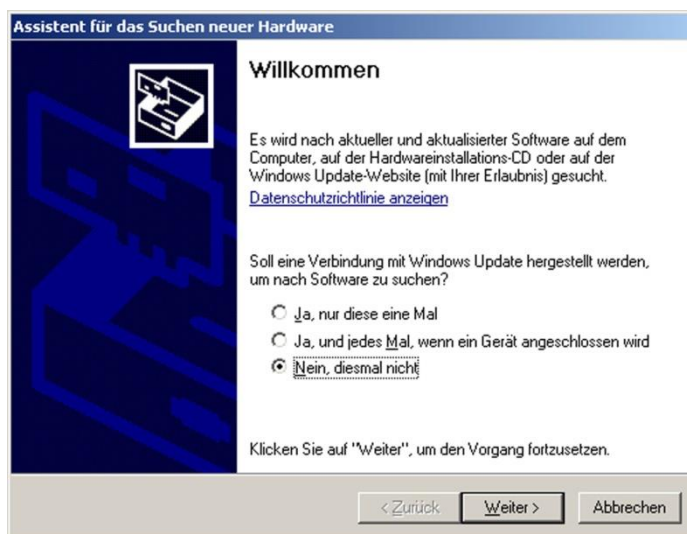 Assistent für das Suchen neuer Hardware
Willkommen
Es wird nach aktueller und aktualisierter Software auf dem
Computer, auf der Hardwareinstallations-CD oder auf der
Windows Update-Website (mit Ihrer Erlaubnis) gesucht.
Datenschutzrichtlinie anzeigen
Soll eine Verbindung mit Windows Update hergestellt werden,
um nach Software zu suchen?
Ja, nur diese eine Mal
Ja, und jedes Mal, wenn ein Gerät angeschlossen wird
Nein, diesmal nicht
Klicken Sie auf "Weiter", um den Vorgang fortzusetzen.
< Zurück Weiter > Abbrechen